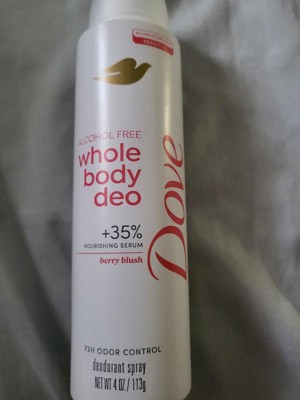 ALCOHOL FREE
whole
body
deo
+35%
NOURISHING SERUM
berry blush
Dove
72H ODOR CONTROL
deodorant spray
NET WT 4 OZ / 113g